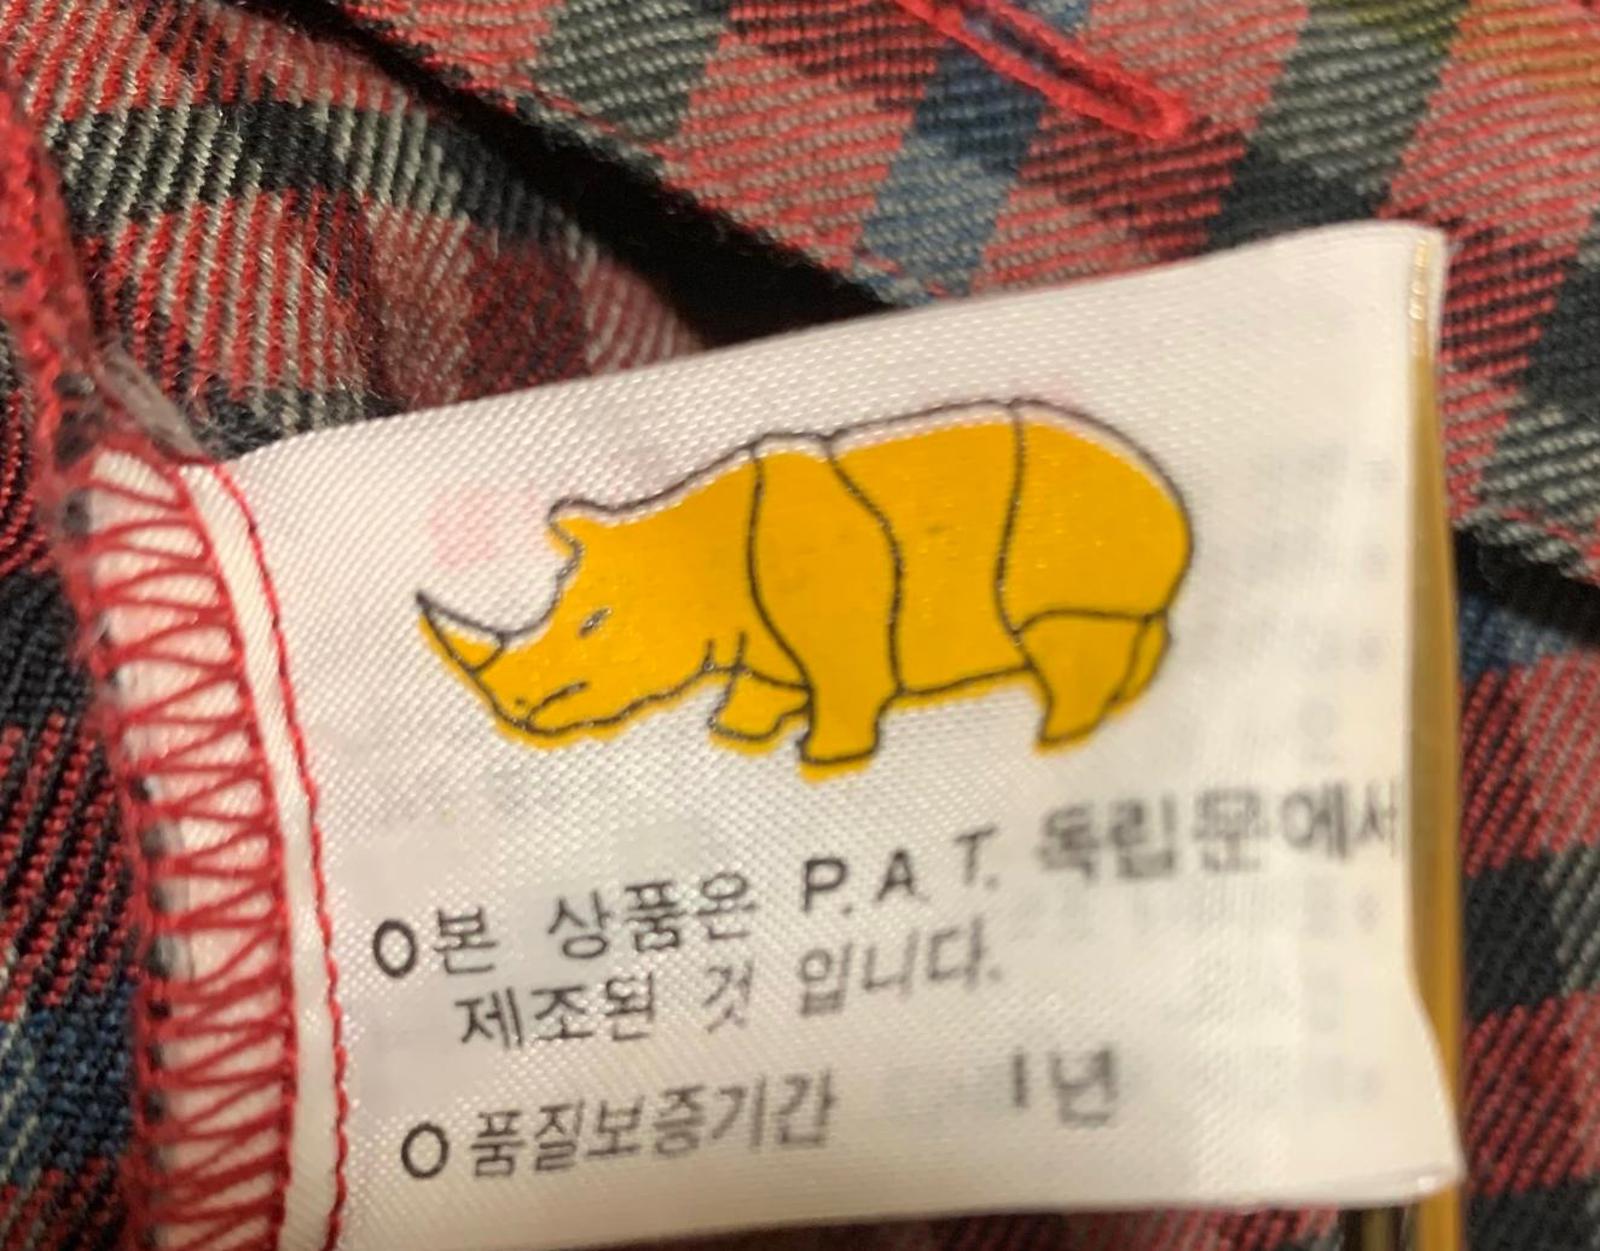 O 본 상품은 P.A.T. 독립문에서
제조된 것 입니다.
O 품질보증기간 1년